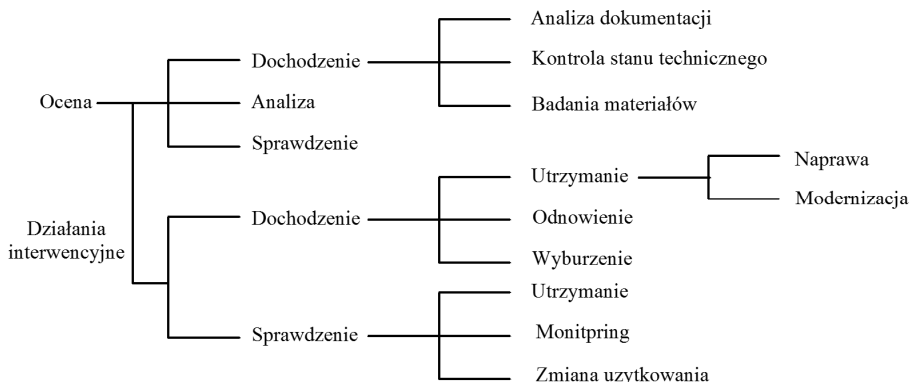 Ocena
Dochodzenie
Analiza
Sprawdzenie
Analiza dokumentacji
Kontrola stanu technicznego
Badania materiałów
Działania
interwencyjne
Dochodzenie
Utrzymanie
Naprawa
Modernizacja
Odnowienie
Wyburzenie
Sprawdzenie
Utrzymanie
Monitpring
Zmiana uzytkowania